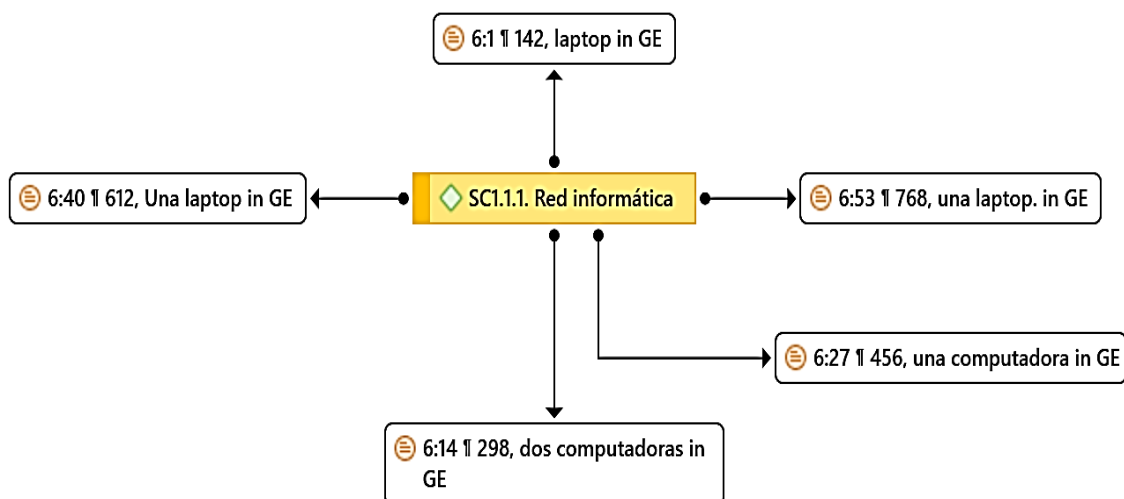 6:1 ¶ 142, laptop in GE
6:40 ¶ 612, Una laptop in GE
SC1.1.1. Red informática
6:53 ¶ 768, una laptop. in GE
6:27 ¶ 456, una computadora in GE
6:14 ¶ 298, dos computadoras in
GE